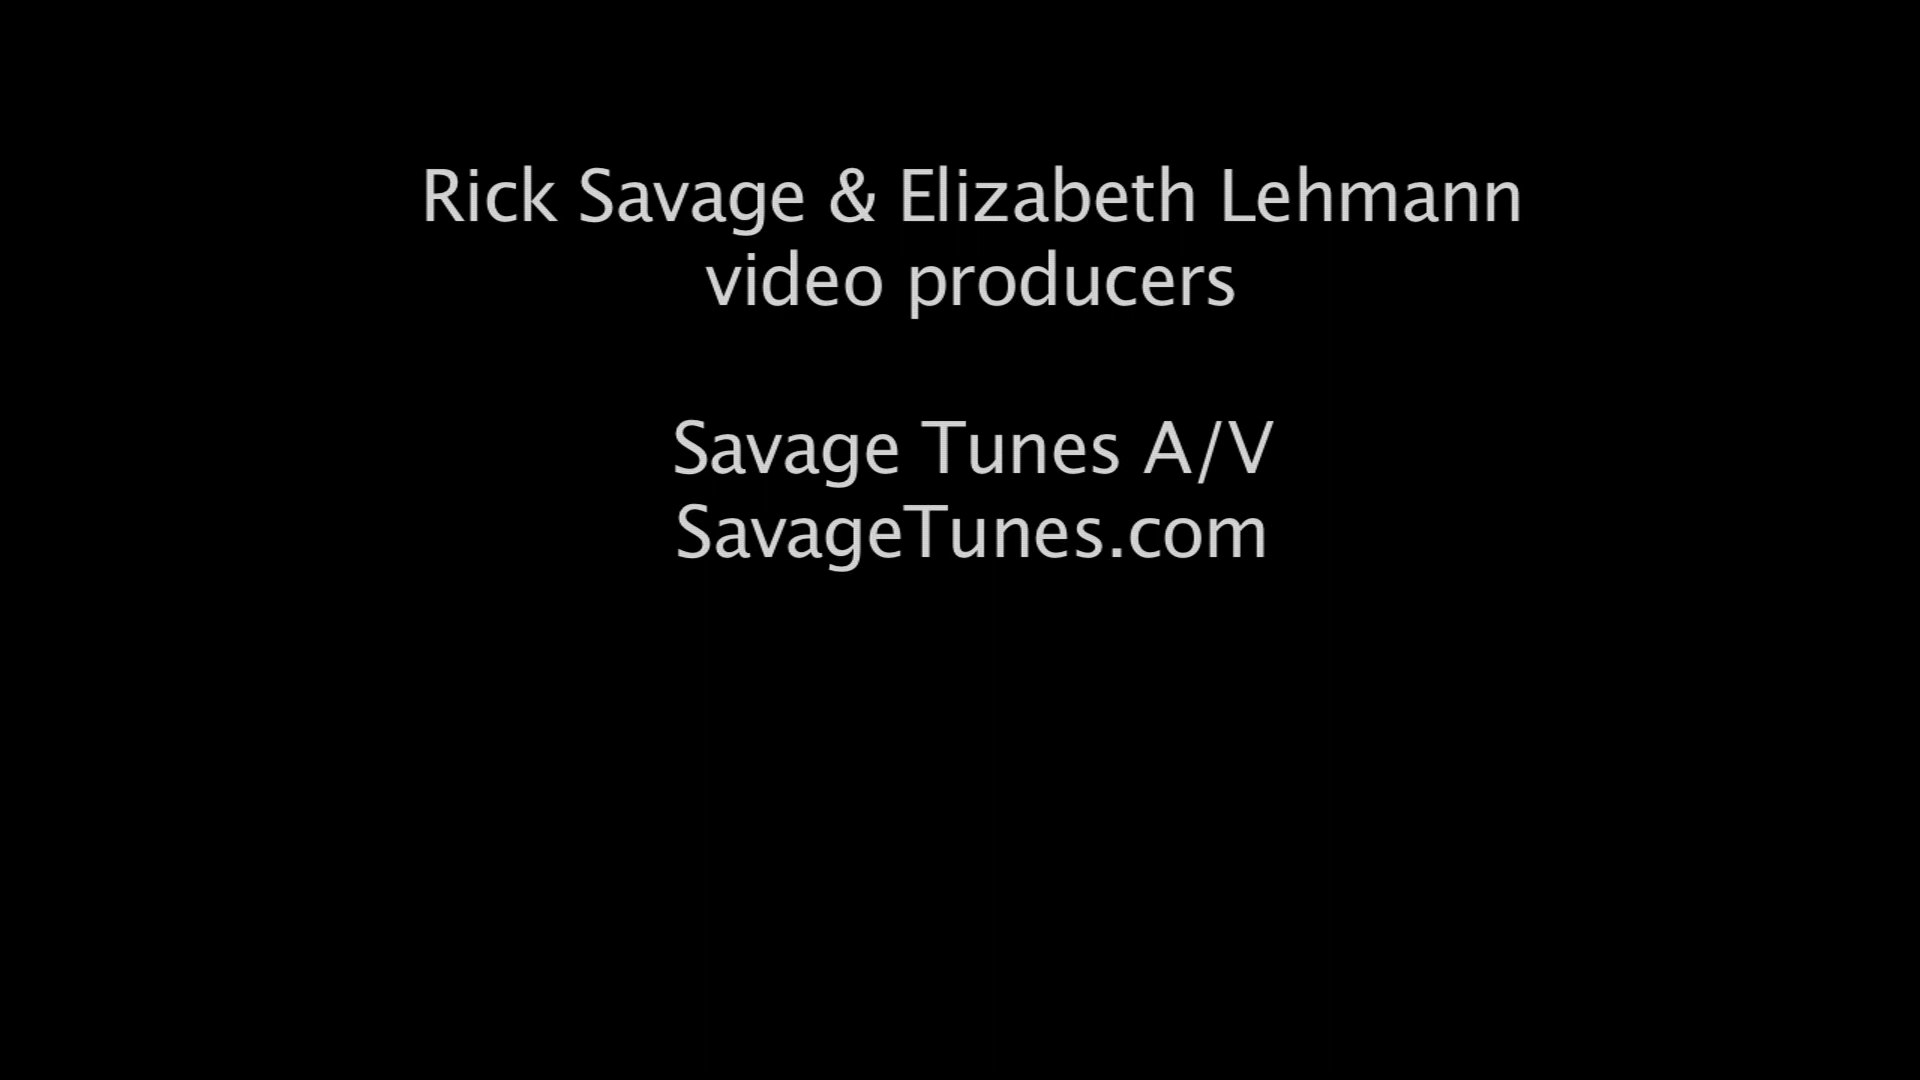 Rick Savage & Elizabeth Lehmann
video producers
Savage Tunes A/V
SavageTunes.com